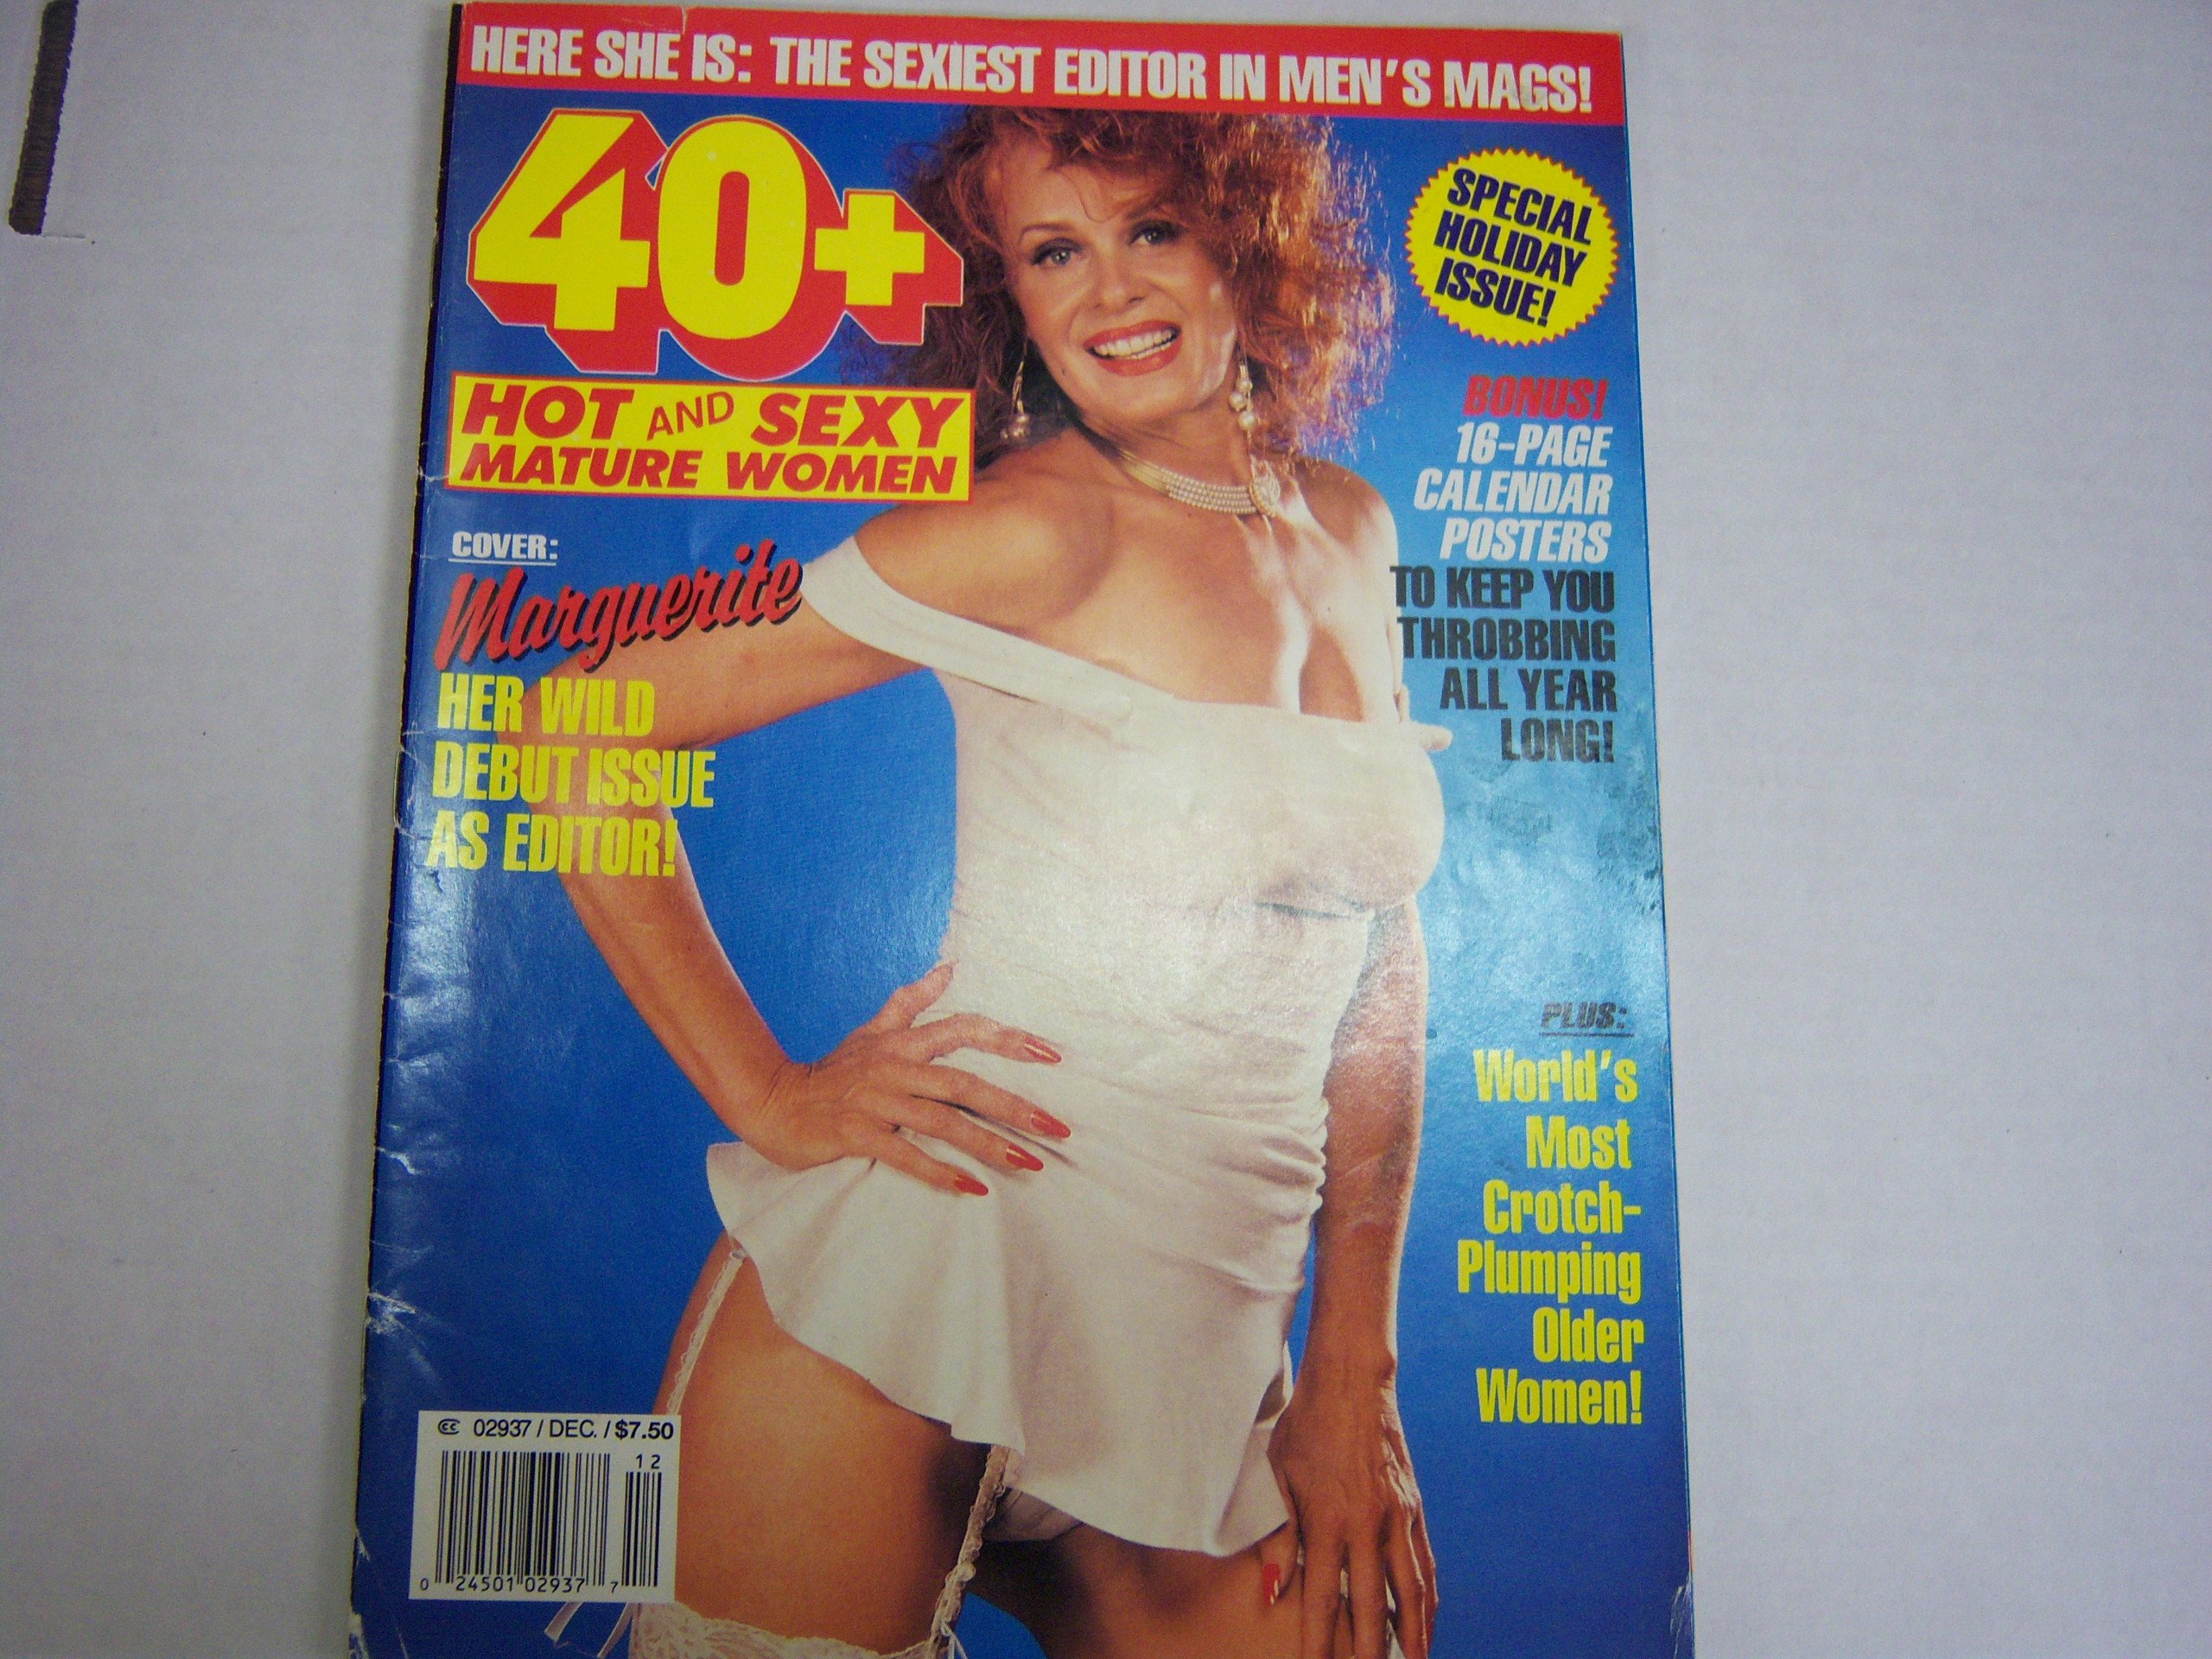 HERE SHE IS: THE SEXIEST EDITOR IN MEN'S MAGS!
40+
HOT AND SEXY
MATURE WOMEN
COVER:
Marguerite
HER WILD
DEBUT ISSUE
AS EDITOR!
SPECIAL
HOLIDAY
ISSUE!
BONUS!
16-PAGE
CALENDAR
POSTERS
TO KEEP YOU
THROBBING
ALL YEAR
LONG!
PLUS:
World's
Most
Crotch-
Plumping
Older
Women!
CC 02937 / DEC. / $7.50
12
0 24501 02937 7